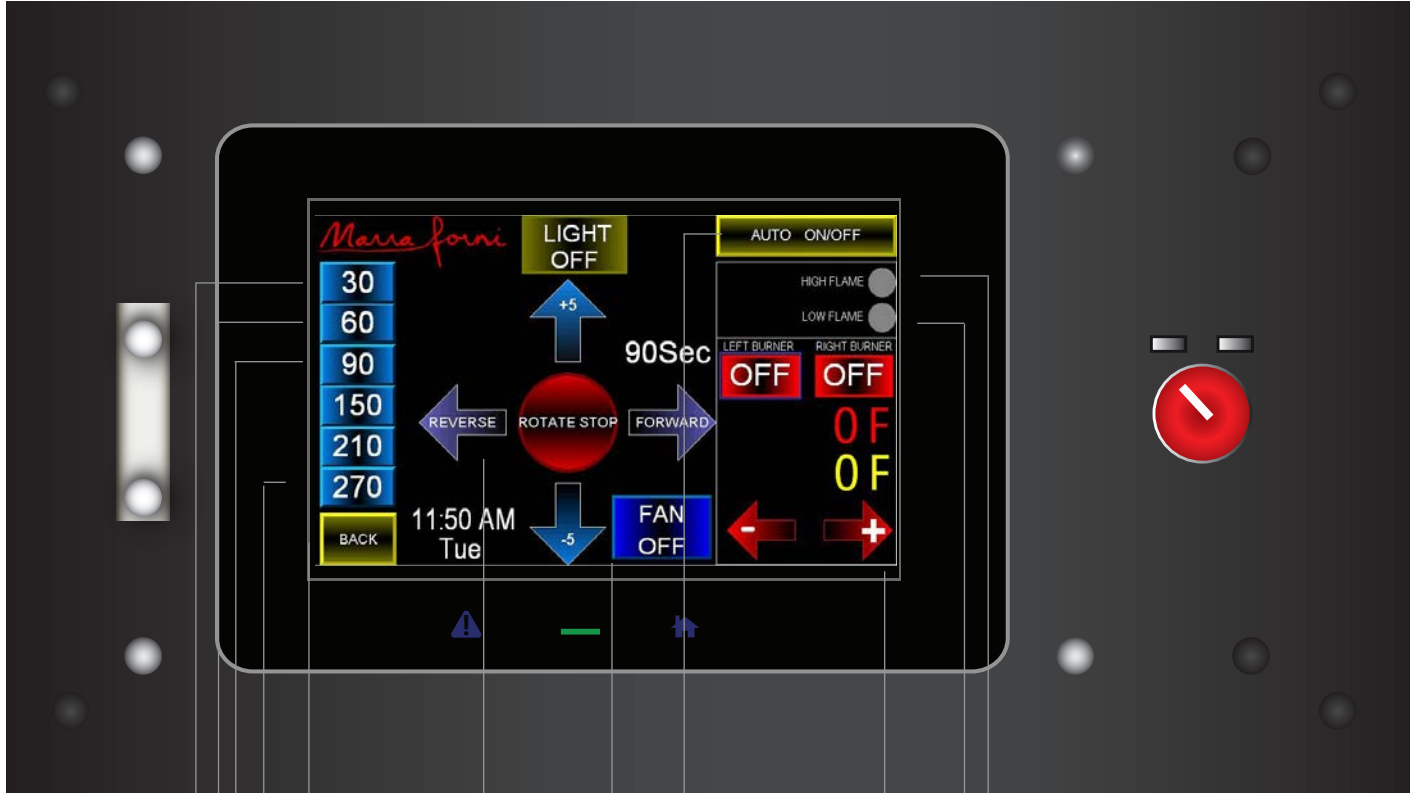 Marra forni
LIGHT
OFF
AUTO ON/OFF
30
60
90
150
210
270
BACK
+5
90Sec
REVERSE
ROTATE STOP
FORWARD
11:50 AM
Tue
-5
FAN
OFF
HIGH FLAME
LOW FLAME
LEFT BURNER
RIGHT BURNER
OFF
OFF
0 F
0 F
-
+